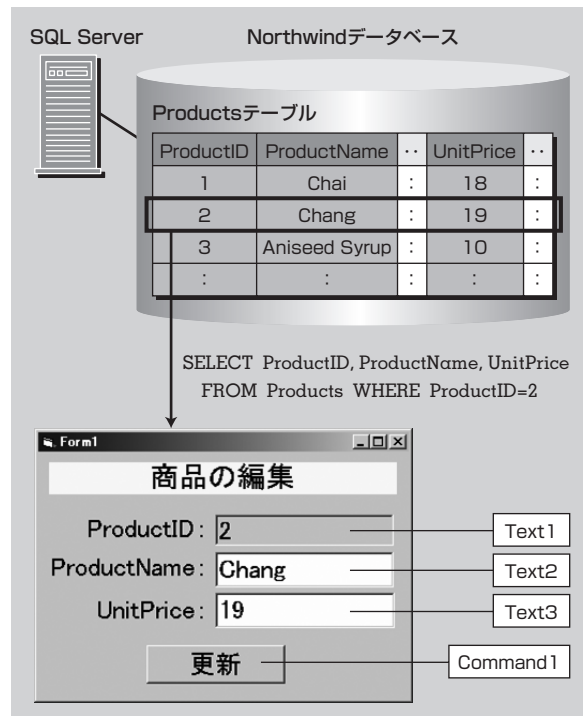 SQL Server
Northwindデータベース
Productsテーブル
ProductID ProductName ‥ UnitPrice ‥
1 Chai : 18 :
2 Chang : 19 :
3 Aniseed Syrup : 10 :
: : : : :
SELECT ProductID, ProductName, UnitPrice
FROM Products WHERE ProductID=2
Form1
商品の編集
ProductID: 2 Text1
ProductName: Chang Text2
UnitPrice: 19 Text3
更新 Command1